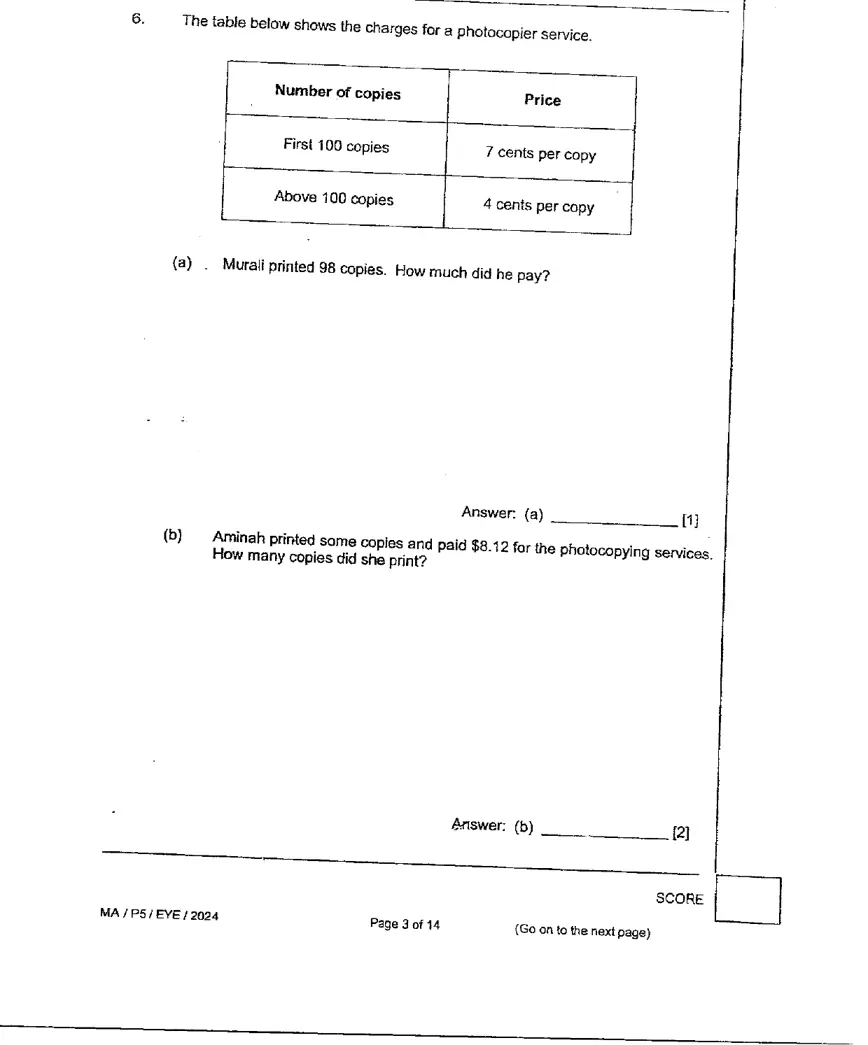 6. The table below shows the charges for a photocopier service.
Number of copies Price
First 100 copies 7 cents per copy
Above 100 copies 4 cents per copy
(a) . Murali printed 98 copies. How much did he pay?
Answer: (a) ______________ [1]
(b) Aminah printed some copies and paid $8.12 for the photocopying services.
How many copies did she print?
Answer: (b) ______________ [2]
SCORE
MA / P5 / EYE / 2024 Page 3 of 14 (Go on to the next page)